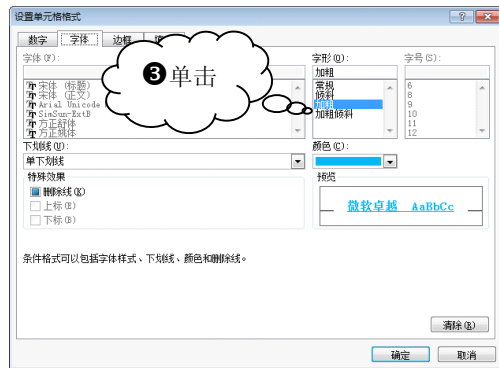 设置单元格格式
数字 字体 边框
字体(F):
字形(O):
字号(S):
❸单击
加粗
宋体 (标题)
宋体 (正文)
Arial Unicode
SimSun-ExtB
方正舒体
方正姚体
常规
倾斜
加粗
加粗倾斜
6
8
9
10
11
12
下划线(U):
颜色(C):
单下划线
特殊效果
预览
删除线(K)
上标(E)
下标(B)
微软卓越 AaBbCc
条件格式可以包括字体样式、下划线、颜色和删除线。
清除(R)
确定 取消